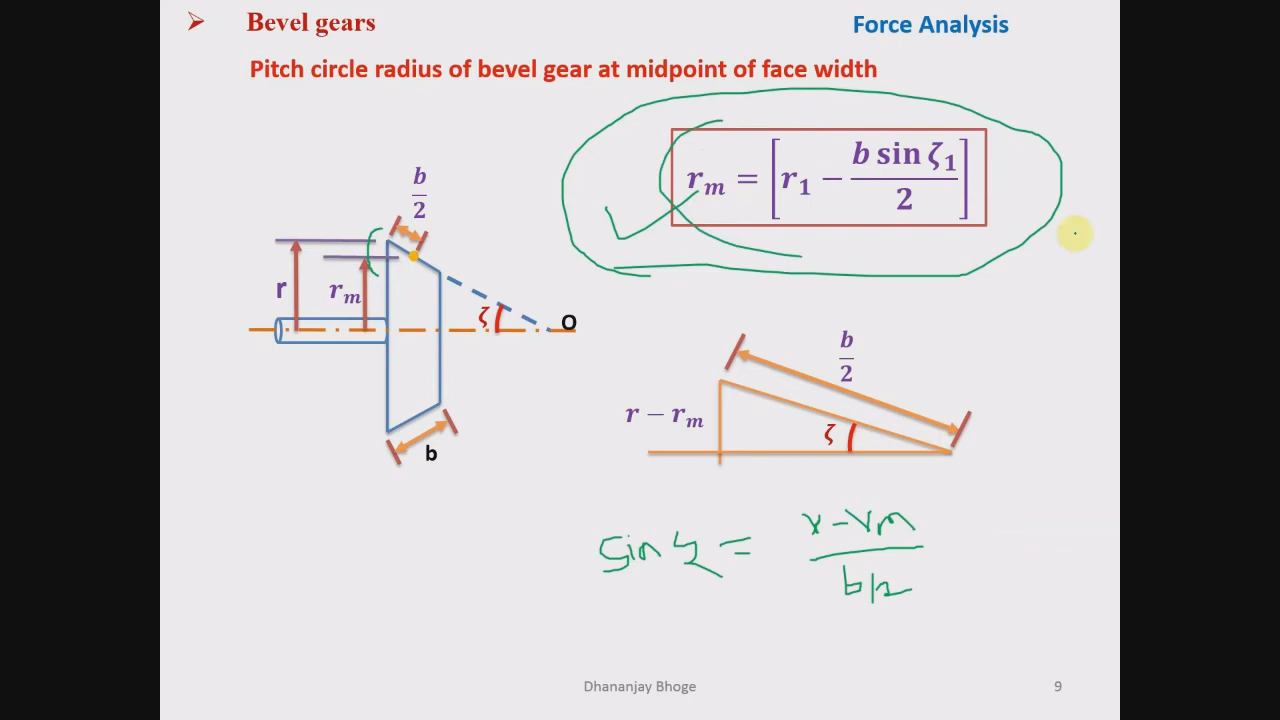 ➤ Bevel gears
Force Analysis
Pitch circle radius of bevel gear at midpoint of face width
r_m = [r_1 − (b sin ζ_1)/2]
b/2
r
r_m
ζ
O
b
b/2
r − r_m
ζ
sin ζ = (r − r_m)/(b/2)
Dhananjay Bhoge
9